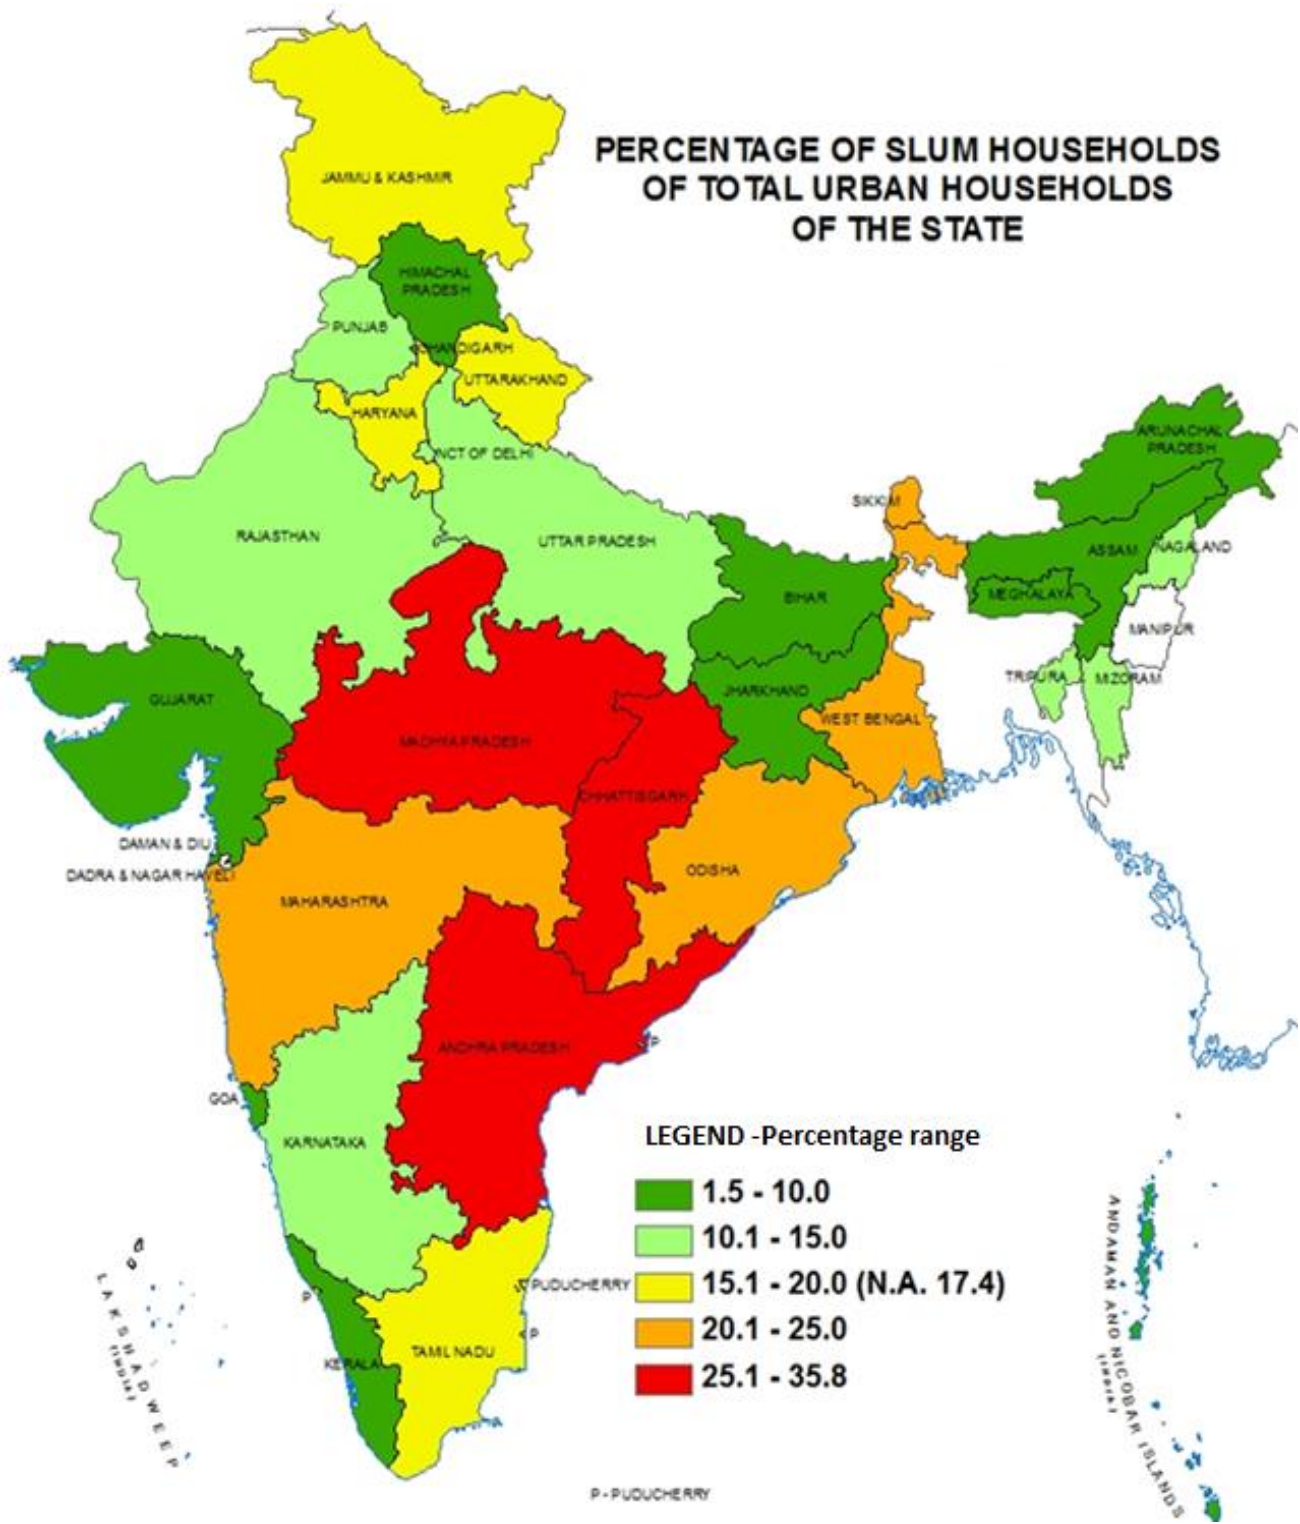 PERCENTAGE OF SLUM HOUSEHOLDS
OF TOTAL URBAN HOUSEHOLDS
OF THE STATE
JAMMU & KASHMIR
HIMACHAL
PRADESH
PUNJAB
CHANDIGARH
UTTARAKHAND
HARYANA
NCT OF DELHI
ARUNACHAL
PRADESH
SIKKIM
RAJASTHAN
UTTAR PRADESH
ASSAM
NAGALAND
BIHAR
MEGHALAYA
MANIPUR
GUJARAT
JHARKHAND
TRIPURA
MIZORAM
WEST BENGAL
MADHYA PRADESH
CHHATTISGARH
DAMAN & DIU
DADRA & NAGAR HAVELI
ODISHA
MAHARASHTRA
ANDHRA PRADESH
P
GOA
KARNATAKA
LEGEND -Percentage range
1.5 - 10.0
10.1 - 15.0
15.1 - 20.0 (N.A. 17.4)
20.1 - 25.0
25.1 - 35.8
PUDUCHERRY
P
P
KERALA
TAMIL NADU
LAKSHADWEEP
(INDIA)
ANDAMAN AND NICOBAR ISLANDS
(INDIA)
P - PUDUCHERRY